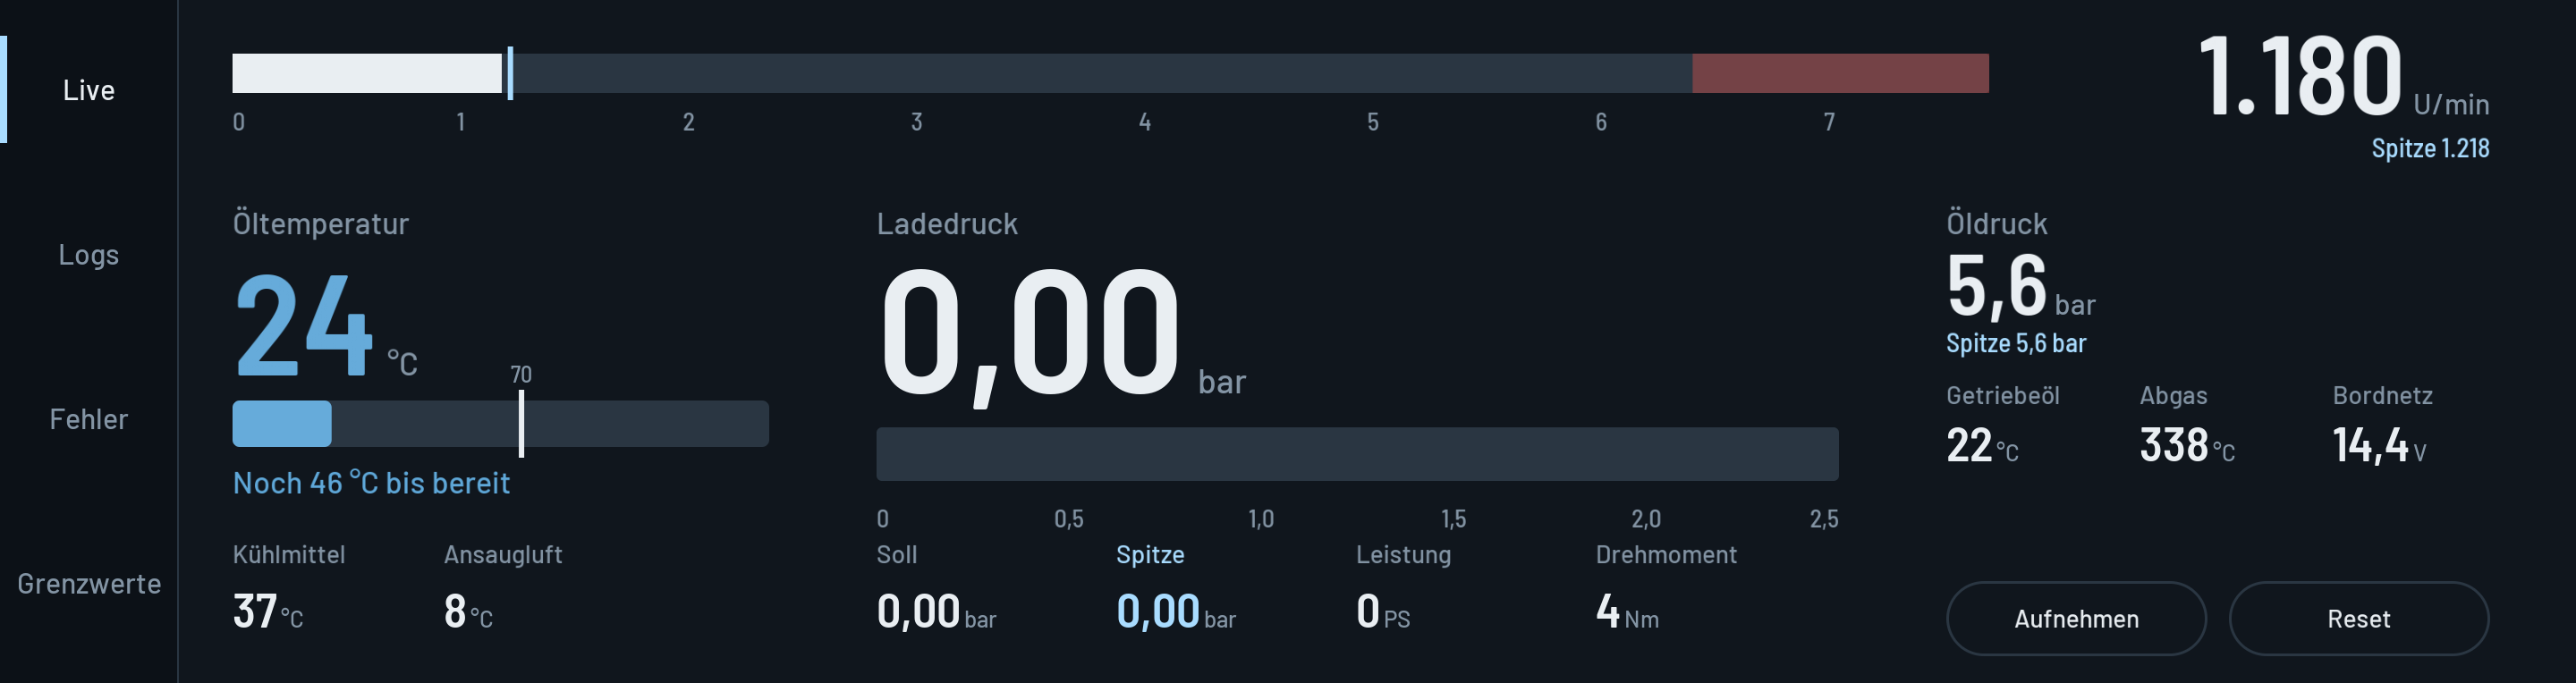 Live
Logs
Fehler
Grenzwerte
0 1 2 3 4 5 6 7
1.180 U/min
Spitze 1.218
Öltemperatur
24 °C
70
Noch 46 °C bis bereit
Kühlmittel
37 °C
Ansaugluft
8 °C
Ladedruck
0,00 bar
0 0,5 1,0 1,5 2,0 2,5
Soll
0,00 bar
Spitze
0,00 bar
Leistung
0 PS
Drehmoment
4 Nm
Öldruck
5,6 bar
Spitze 5,6 bar
Getriebeöl
22 °C
Abgas
338 °C
Bordnetz
14,4 V
Aufnehmen
Reset